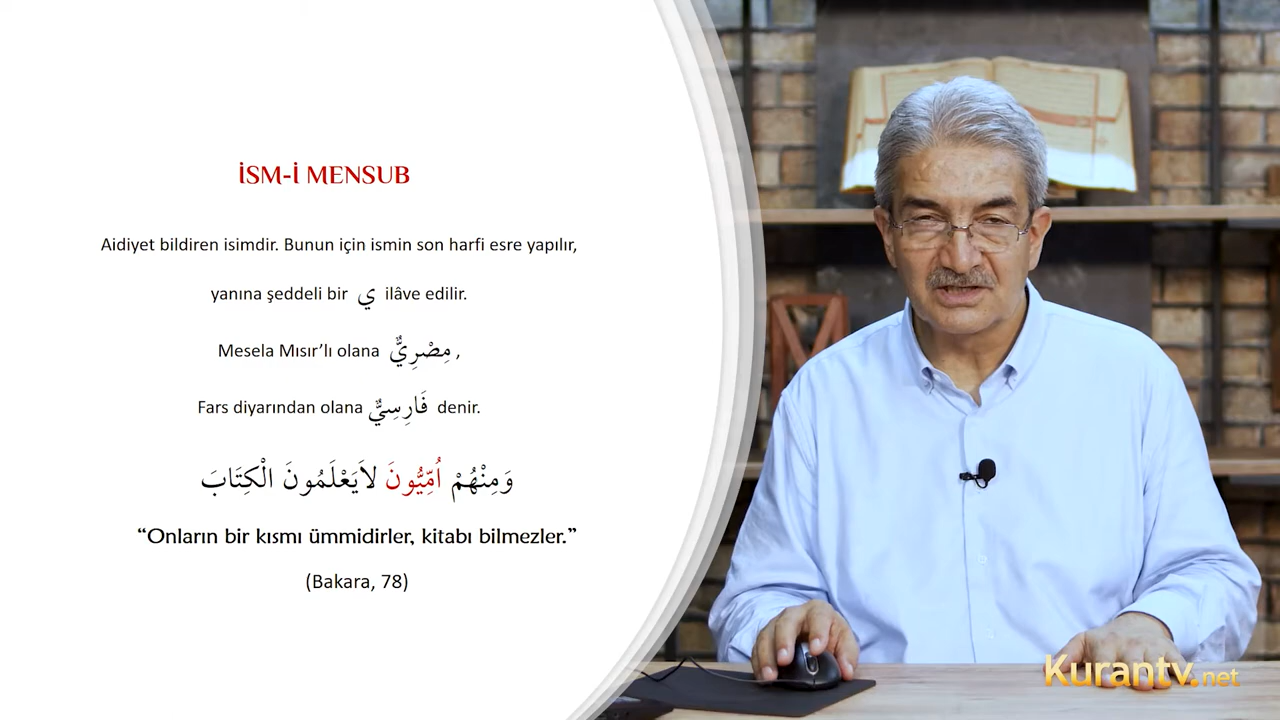 İSM-İ MENSUB
Aidiyet bildiren isimdir. Bunun için ismin son harfi esre yapılır,
yanına şeddeli bir ي ilâve edilir.
Mesela Mısır’lı olana مِصْرِيٌّ ,
Fars diyarından olana فَارِسِيٌّ denir.
وَمِنْهُمْ اُمِّيُّونَ لاَيَعْلَمُونَ الْكِتَابَ
“Onların bir kısmı ümmidirler, kitabı bilmezler.”
(Bakara, 78)
Kurantv.net